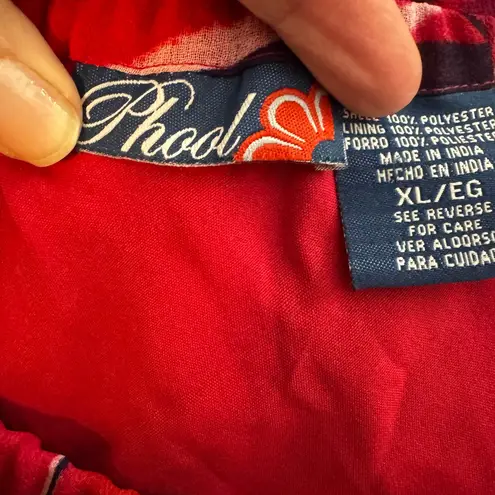 Phool
SHELL 100% POLYESTER
LINING 100% POLYESTER
FORRO 100% POLIESTER
MADE IN INDIA
HECHO EN INDIA
XL/EG
SEE REVERSE
FOR CARE
VER ALDORSO
PARA CUIDAD